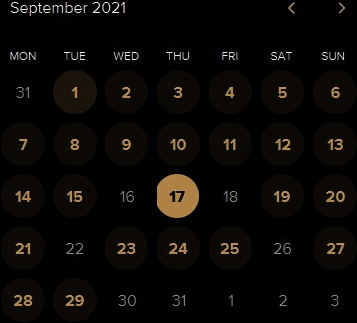 September 2021
MON TUE WED THU FRI SAT SUN
31 1 2 3 4 5 6
7 8 9 10 11 12 13
14 15 16 17 18 19 20
21 22 23 24 25 26 27
28 29 30 31 1 2 3